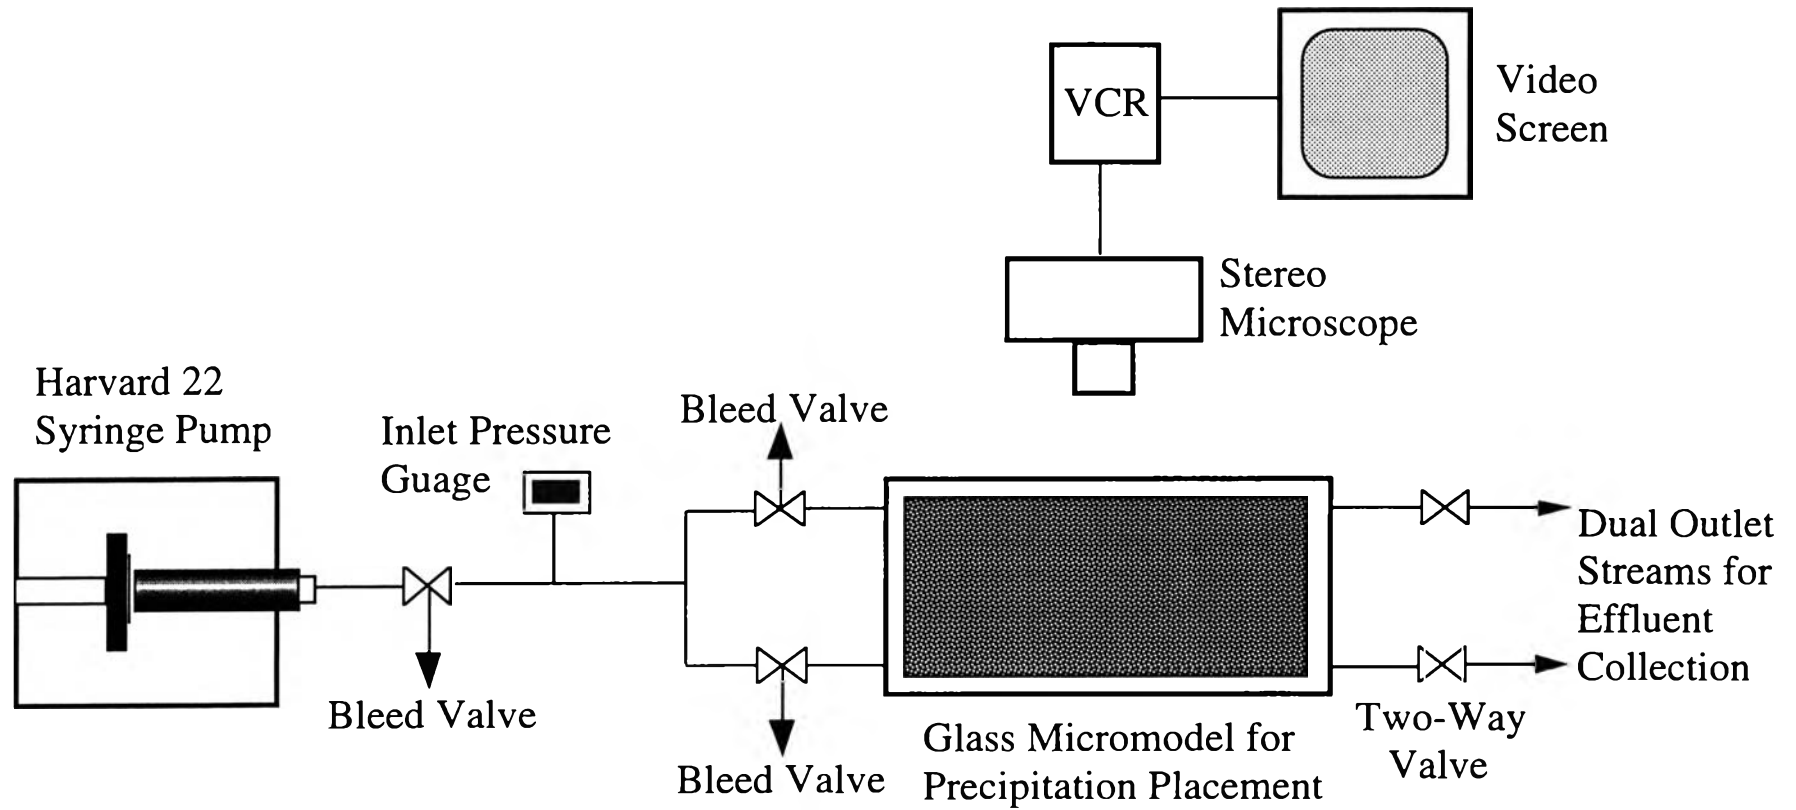 VCR
Video
Screen
Stereo
Microscope
Harvard 22
Syringe Pump
Inlet Pressure
Guage
Bleed Valve
Bleed Valve
Bleed Valve
Dual Outlet
Streams for
Effluent
Collection
Two-Way
Valve
Glass Micromodel for
Precipitation Placement